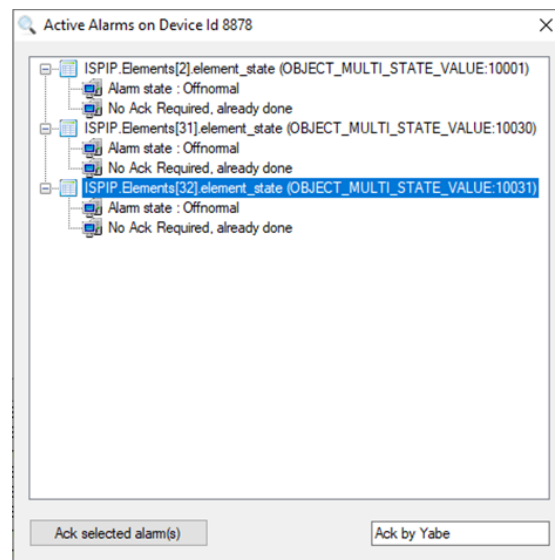 Active Alarms on Device Id 8878
ISPIP.Elements[2].element_state (OBJECT_MULTI_STATE_VALUE:10001)
Alarm state : Offnormal
No Ack Required, already done
ISPIP.Elements[31].element_state (OBJECT_MULTI_STATE_VALUE:10030)
Alarm state : Offnormal
No Ack Required, already done
ISPIP.Elements[32].element_state (OBJECT_MULTI_STATE_VALUE:10031)
Alarm state : Offnormal
No Ack Required, already done
Ack selected alarm(s)
Ack by Yabe